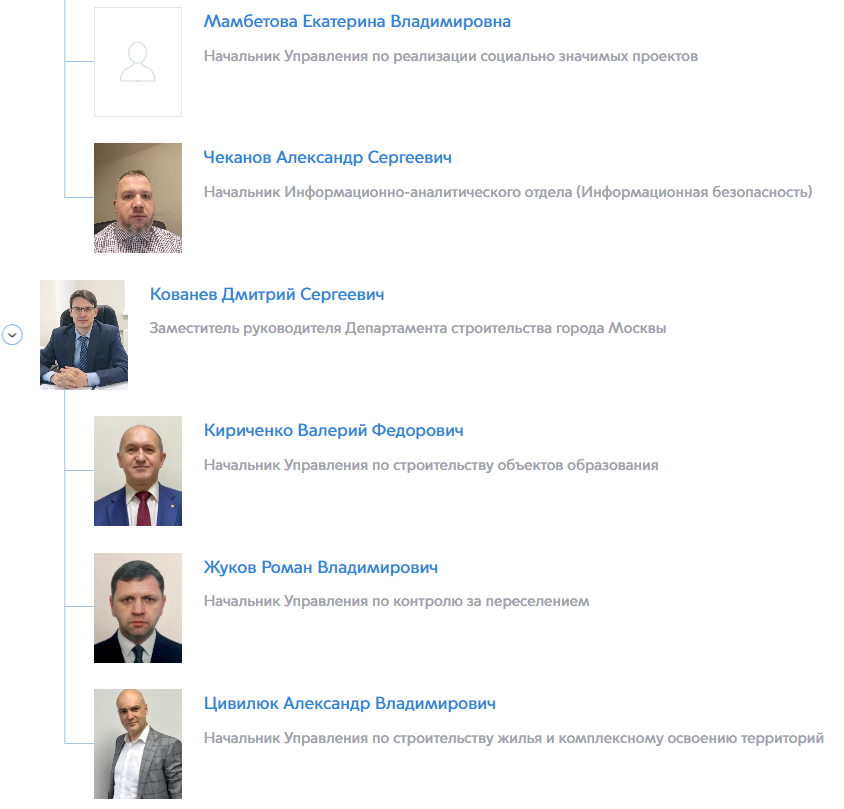 Мамбетова Екатерина Владимировна
Начальник Управления по реализации социально значимых проектов
Чеканов Александр Сергеевич
Начальник Информационно-аналитического отдела (Информационная безопасность)
Кованев Дмитрий Сергеевич
Заместитель руководителя Департамента строительства города Москвы
Кириченко Валерий Федорович
Начальник Управления по строительству объектов образования
Жуков Роман Владимирович
Начальник Управления по контролю за переселением
Цивилюк Александр Владимирович
Начальник Управления по строительству жилья и комплексному освоению территорий